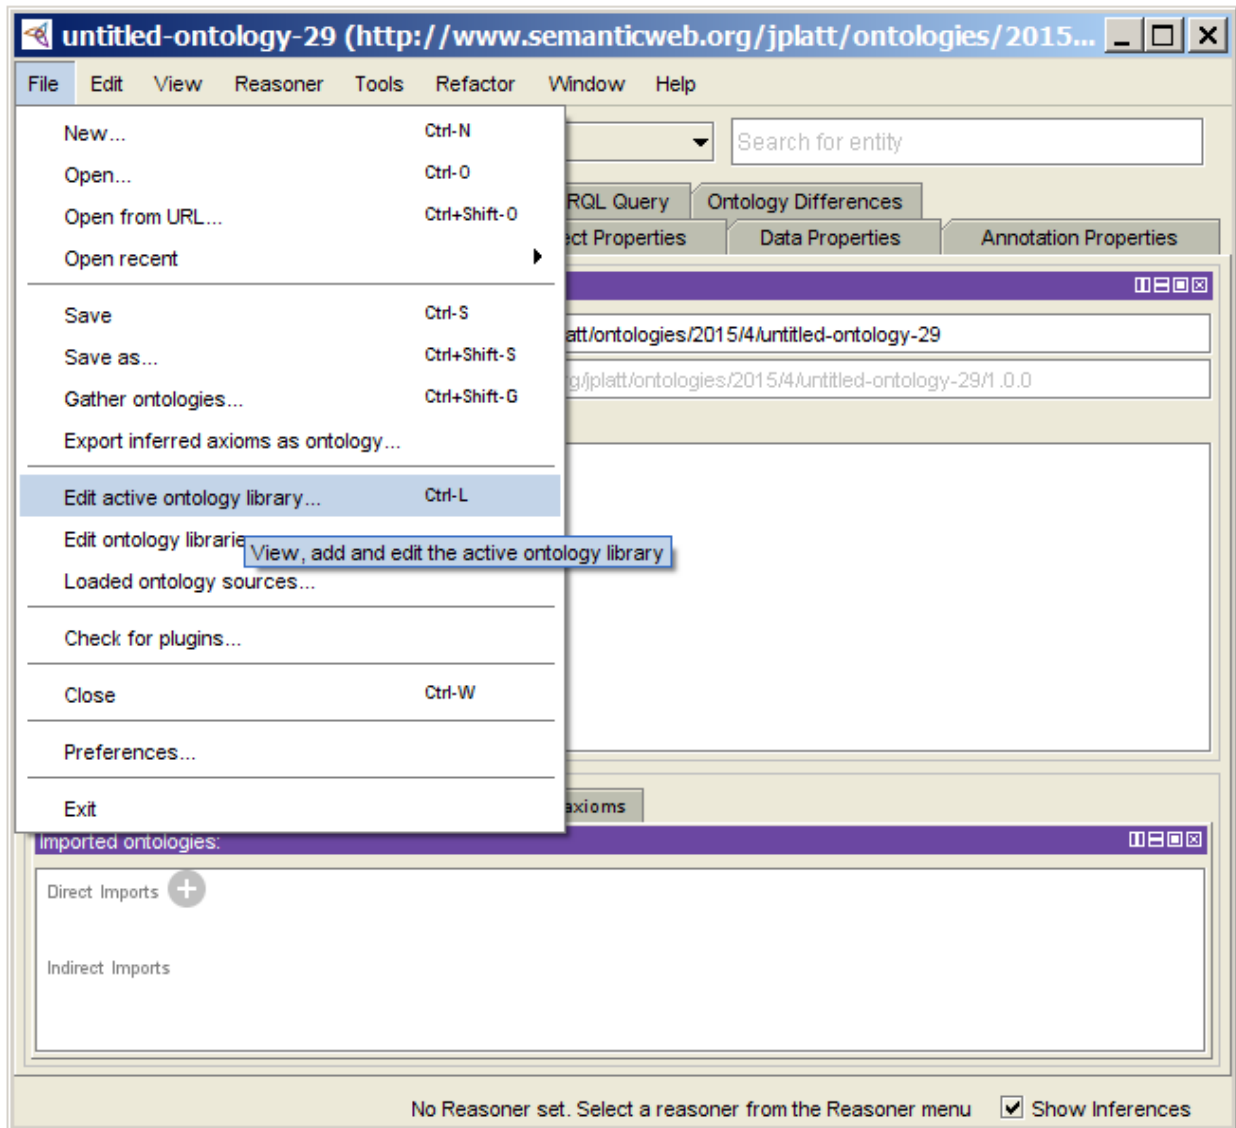 untitled-ontology-29 (http://www.semanticweb.org/jplatt/ontologies/2015...
File Edit View Reasoner Tools Refactor Window Help
New... Ctrl-N
Search for entity
Open... Ctrl-O
RQL Query Ontology Differences
Open from URL... Ctrl+Shift-O
ect Properties Data Properties Annotation Properties
Open recent
Save Ctrl-S
att/ontologies/2015/4/untitled-ontology-29
Save as... Ctrl+Shift-S
g/jplatt/ontologies/2015/4/untitled-ontology-29/1.0.0
Gather ontologies... Ctrl+Shift-G
Export inferred axioms as ontology...
Edit active ontology library... Ctrl-L
Edit ontology librarie
View, add and edit the active ontology library
Loaded ontology sources...
Check for plugins...
Close Ctrl-W
Preferences...
Exit
axioms
Imported ontologies:
Direct Imports
Indirect Imports
No Reasoner set. Select a reasoner from the Reasoner menu Show Inferences